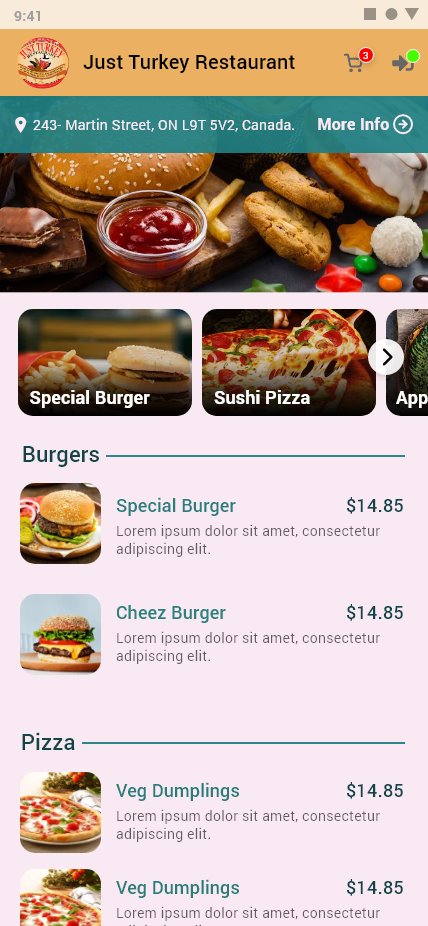 9:41
JUST TURKEY
Just Turkey Restaurant
3
243- Martin Street, ON L9T 5V2, Canada.
More Info
Special Burger
Sushi Pizza
App
Burgers
Special Burger
$14.85
Lorem ipsum dolor sit amet, consectetur
adipiscing elit.
Cheez Burger
$14.85
Lorem ipsum dolor sit amet, consectetur
adipiscing elit.
Pizza
Veg Dumplings
$14.85
Lorem ipsum dolor sit amet, consectetur
adipiscing elit.
Veg Dumplings
$14.85
Lorem ipsum dolor sit amet, consectetur